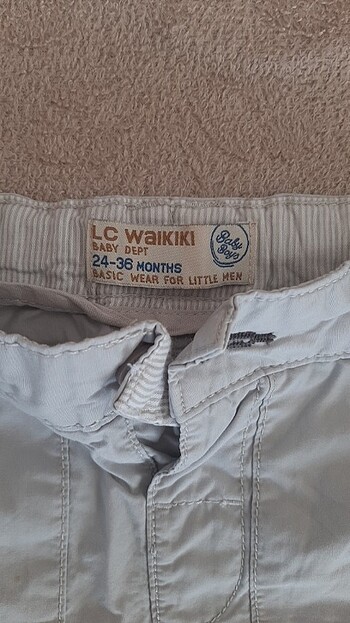 LC WAIKIKI
BABY DEPT
24-36 MONTHS
BASIC WEAR FOR LITTLE MEN
Baby
Boys